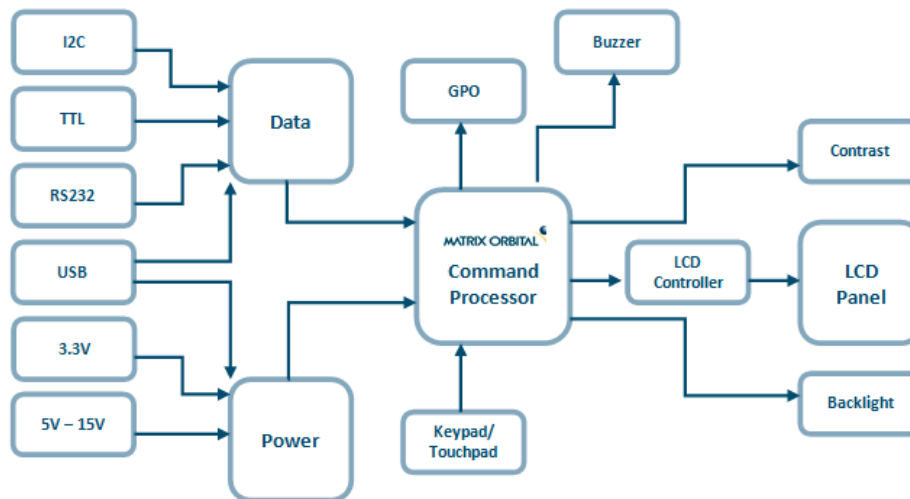 I2C
TTL
RS232
USB
3.3V
5V – 15V
Data
Power
GPO
Buzzer
MATRIX ORBITAL
Command
Processor
Keypad/
Touchpad
Contrast
LCD
Controller
LCD
Panel
Backlight